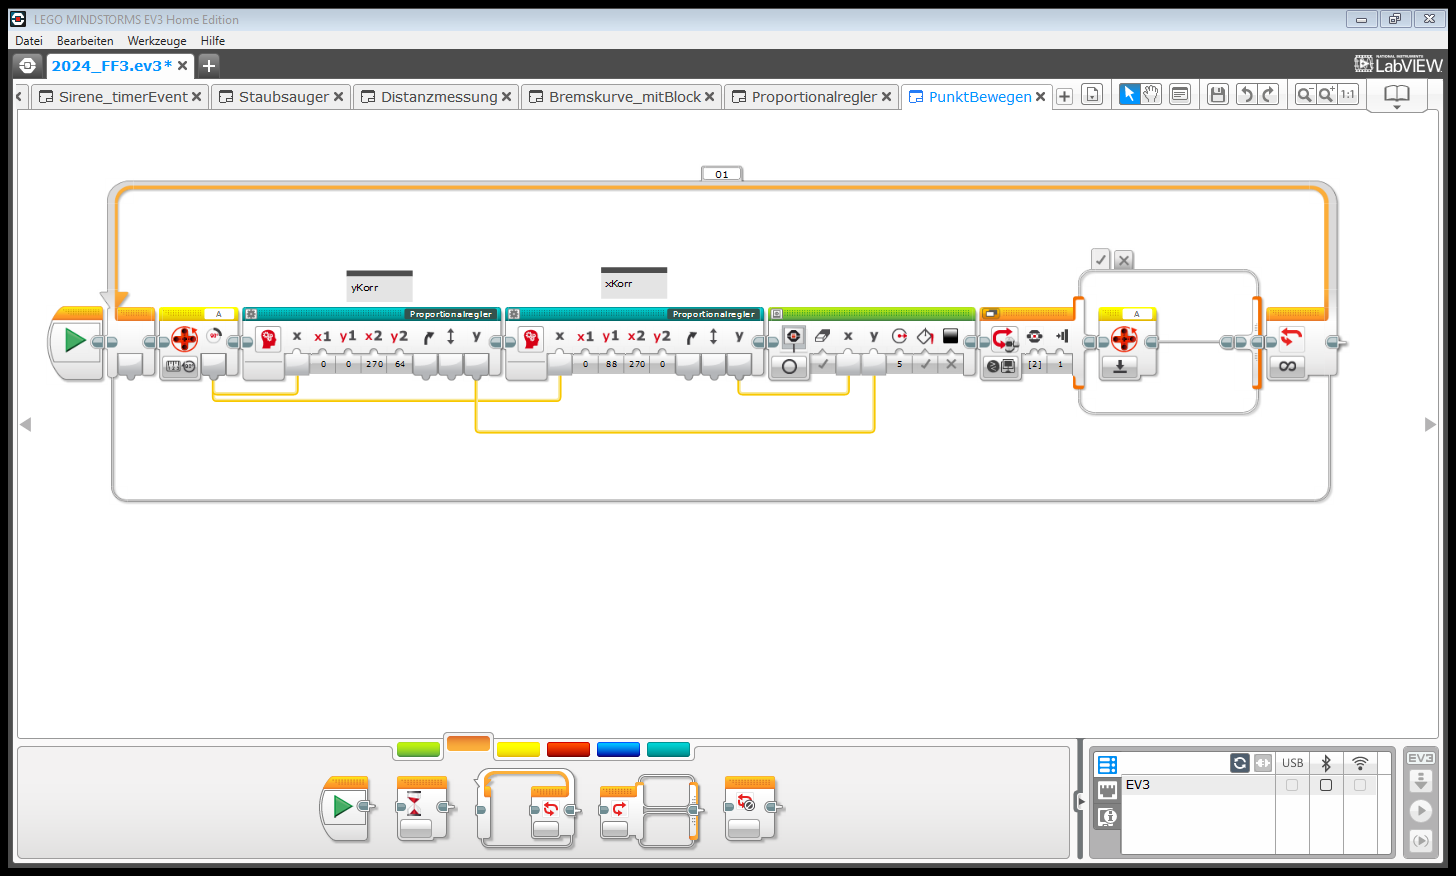 LEGO MINDSTORMS EV3 Home Edition
Datei Bearbeiten Werkzeuge Hilfe
2024_FF3.ev3*
NATIONAL INSTRUMENTS
LabVIEW
Sirene_timerEvent Staubsauger Distanzmessung Bremskurve_mitBlock Proportionalregler PunktBewegen
1:1
01
yKorr
xKorr
A Proportionalregler Proportionalregler A
x x1 y1 x2 y2 y x x1 y1 x2 y2 y x y
0 0 270 64 0 88 270 0 5 [2] 1
USB EV3
EV3